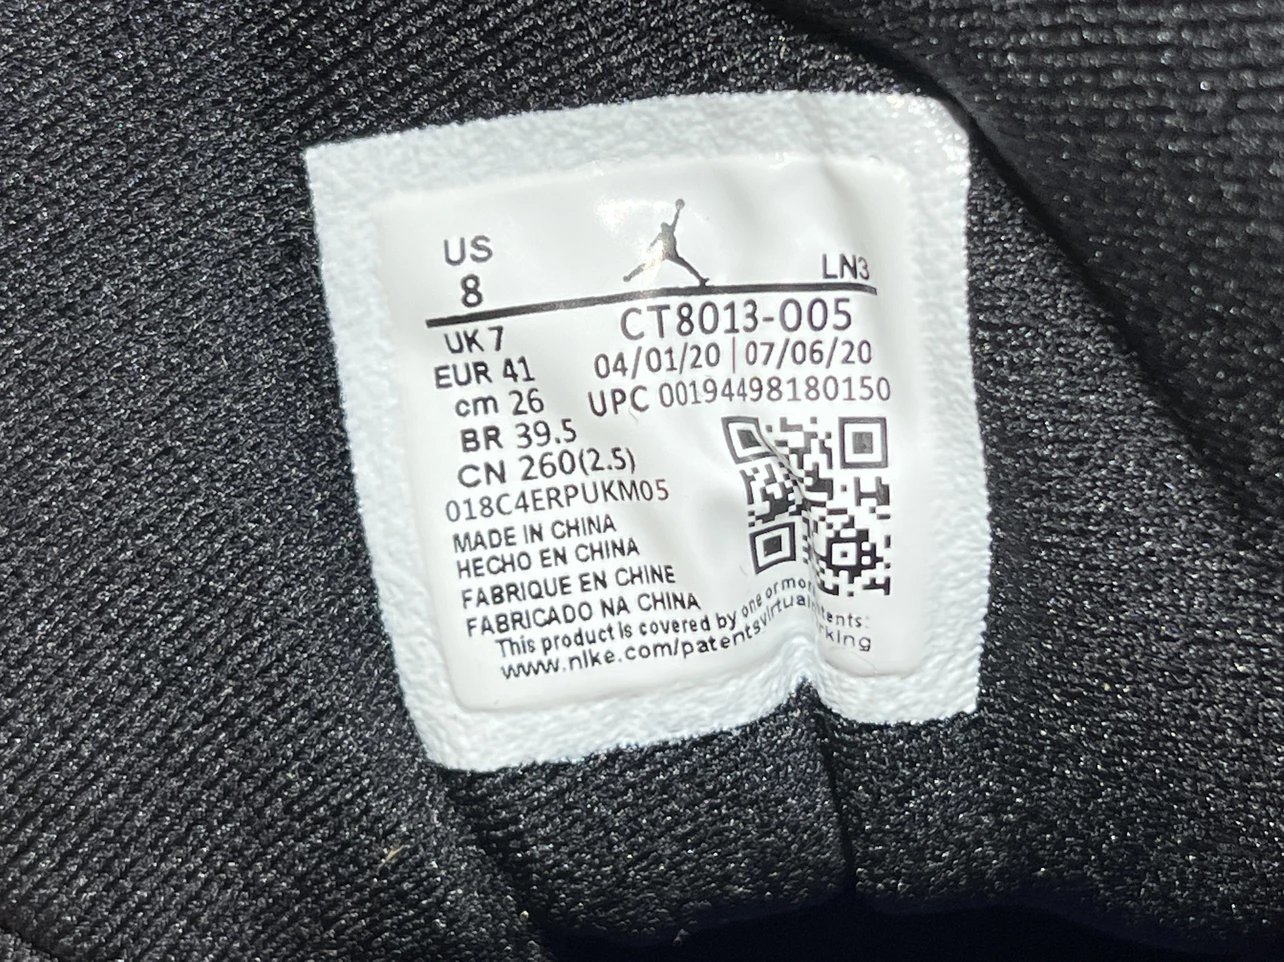 US
8
LN3
UK 7
CT8013-005
EUR 41
04/01/20 | 07/06/20
cm 26
UPC 00194498180150
BR 39.5
CN 260(2.5)
018C4ERPUKM05
MADE IN CHINA
HECHO EN CHINA
FABRIQUE EN CHINE
FABRICADO NA CHINA
This product is covered by one or more
www.nike.com/patentsvirtual